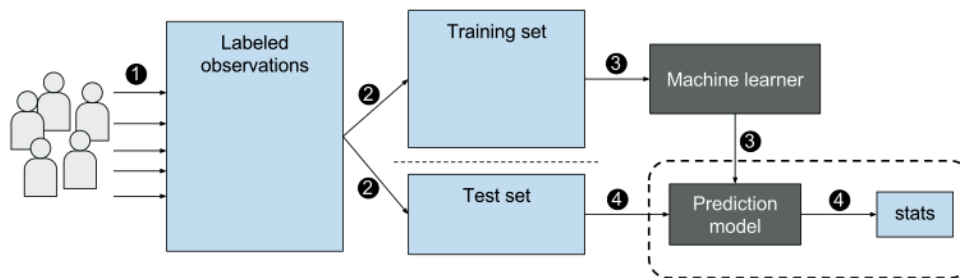 1
Labeled
observations
2
2
Training set
3
Machine learner
3
Test set
4
Prediction
model
4
stats